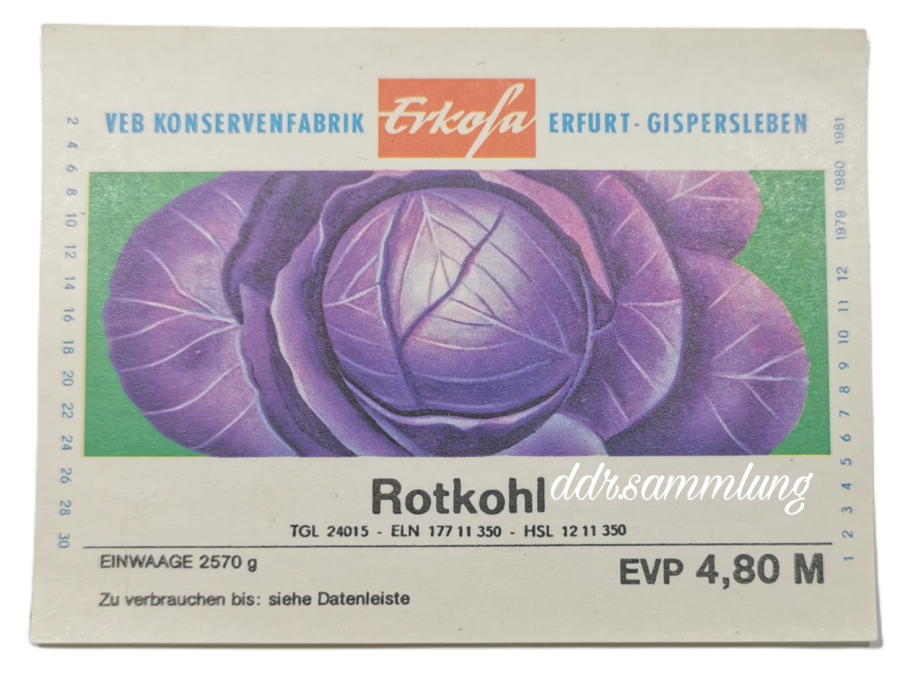 VEB KONSERVENFABRIK Erkofa ERFURT - GISPERSLEBEN
2 4 6 8 10 12 14 16 18 20 22 24 26 28 30
1 2 3 4 5 6 7 8 9 10 11 12 1979 1980 1981
Rotkohl
ddr.sammlung
TGL 24015 - ELN 177 11 350 - HSL 12 11 350
EINWAAGE 2570 g
EVP 4,80 M
Zu verbrauchen bis: siehe Datenleiste